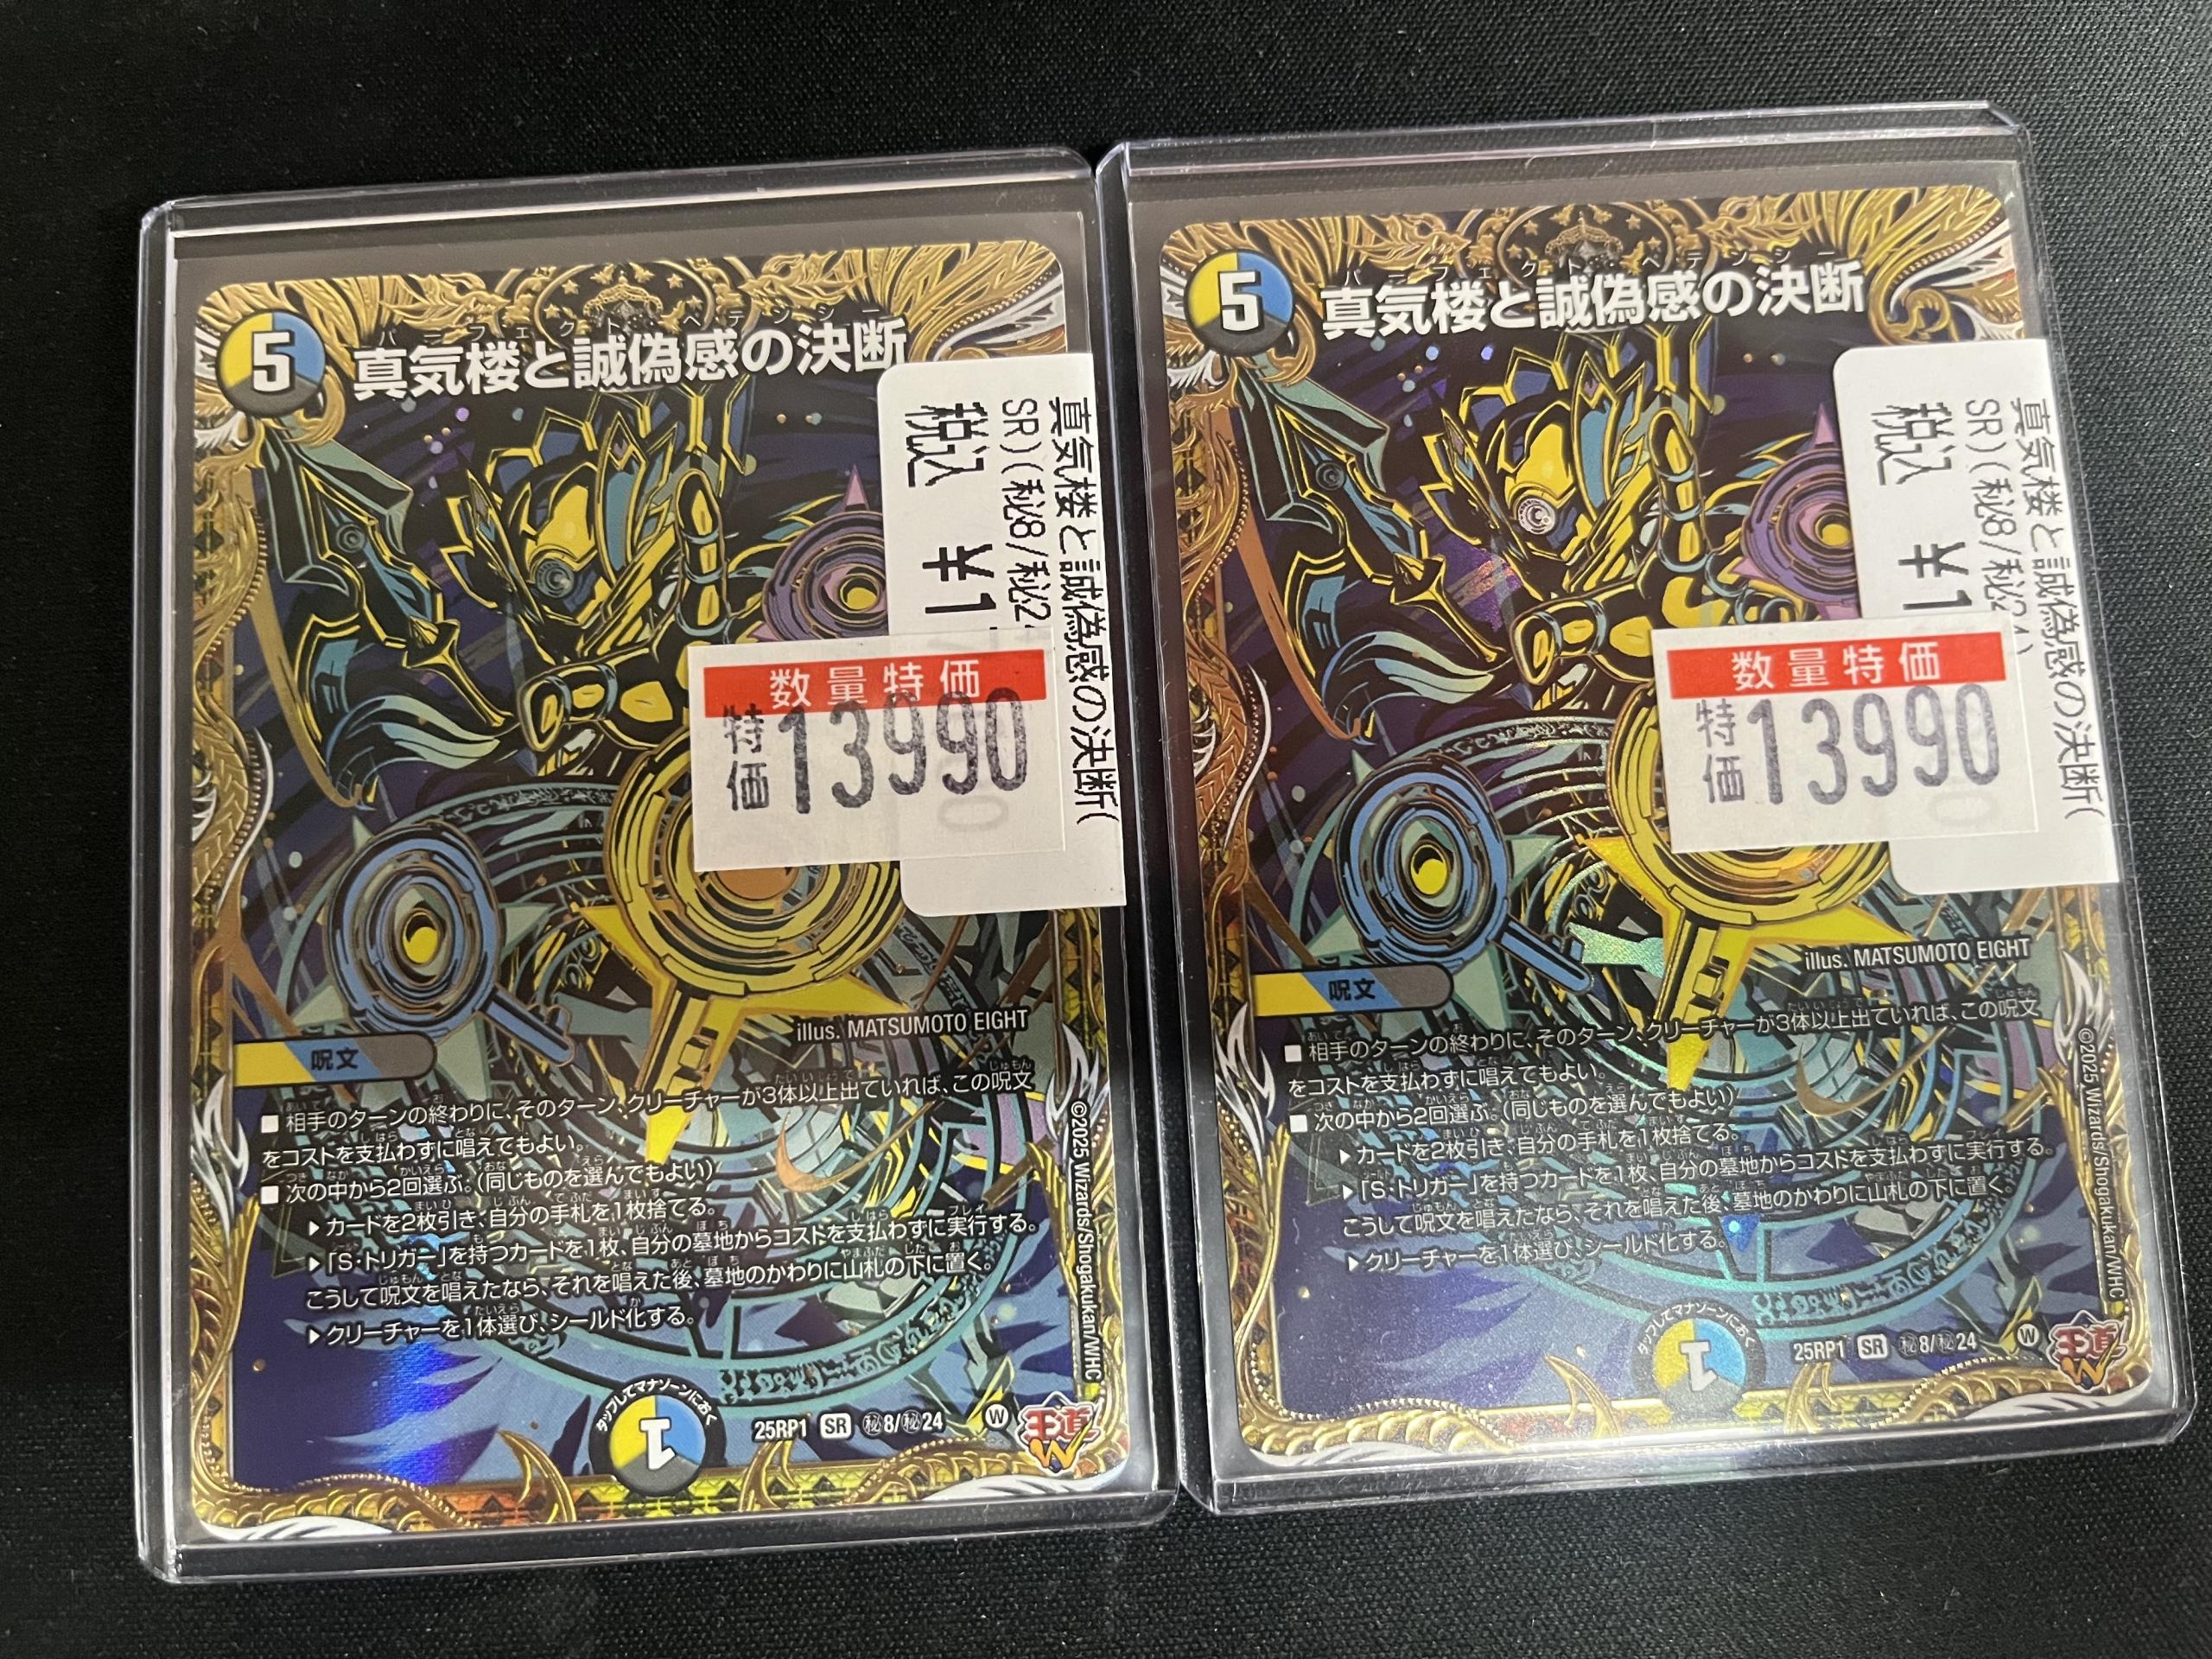 5
パーフェクト・ペテンシー
真気楼と誠偽感の決断
真気楼と誠偽感の決断(
SR)(秘8/秘2
税込 ¥1
数量特価
特価 13990
illus. MATSUMOTO EIGHT
呪文
■相手のターンの終わりに、そのターン、クリーチャーが3体以上出ていれば、この呪文
をコストを支払わずに唱えてもよい。
■次の中から2回選ぶ。(同じものを選んでもよい)
▶カードを2枚引き、自分の手札を1枚捨てる。
▶「S・トリガー」を持つカードを1枚、自分の墓地からコストを支払わずに実行する。
こうして呪文を唱えたなら、それを唱えた後、墓地のかわりに山札の下に置く。
▶クリーチャーを1体選び、シールド化する。
©2025 Wizards/Shogakukan/WHC
タップしてマナゾーンにおく
1
25RP1 SR ㊙8/㊙24 W
王道W
5
パーフェクト・ペテンシー
真気楼と誠偽感の決断
真気楼と誠偽感の決断(
SR)(秘8/秘24)
税込 ¥1
数量特価
特価 13990
illus. MATSUMOTO EIGHT
呪文
■相手のターンの終わりに、そのターン、クリーチャーが3体以上出ていれば、この呪文
をコストを支払わずに唱えてもよい。
■次の中から2回選ぶ。(同じものを選んでもよい)
▶カードを2枚引き、自分の手札を1枚捨てる。
▶「S・トリガー」を持つカードを1枚、自分の墓地からコストを支払わずに実行する。
こうして呪文を唱えたなら、それを唱えた後、墓地のかわりに山札の下に置く。
▶クリーチャーを1体選び、シールド化する。
©2025 Wizards/Shogakukan/WHC
タップしてマナゾーンにおく
1
25RP1 SR ㊙8/㊙24 W
王道W